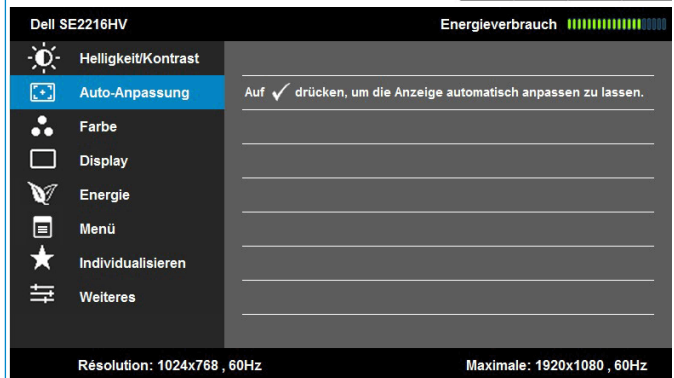 Dell SE2216HV
Energieverbrauch
Helligkeit/Kontrast
Auto-Anpassung
Auf ✓ drücken, um die Anzeige automatisch anpassen zu lassen.
Farbe
Display
Energie
Menü
Individualisieren
Weiteres
Résolution: 1024x768 , 60Hz
Maximale: 1920x1080 , 60Hz